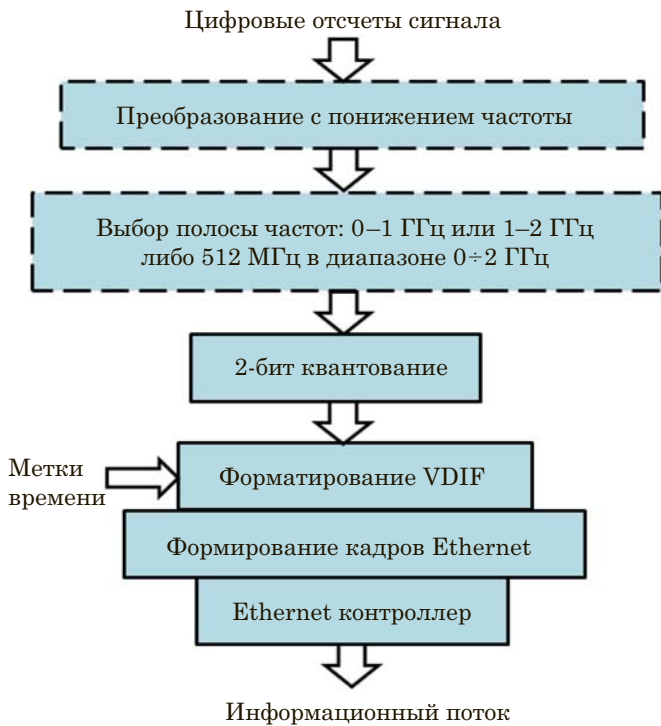 Цифровые отсчеты сигнала
Преобразование с понижением частоты
Выбор полосы частот: 0–1 ГГц или 1–2 ГГц
либо 512 МГц в диапазоне 0÷2 ГГц
2-бит квантование
Метки
времени
Форматирование VDIF
Формирование кадров Ethernet
Ethernet контроллер
Информационный поток